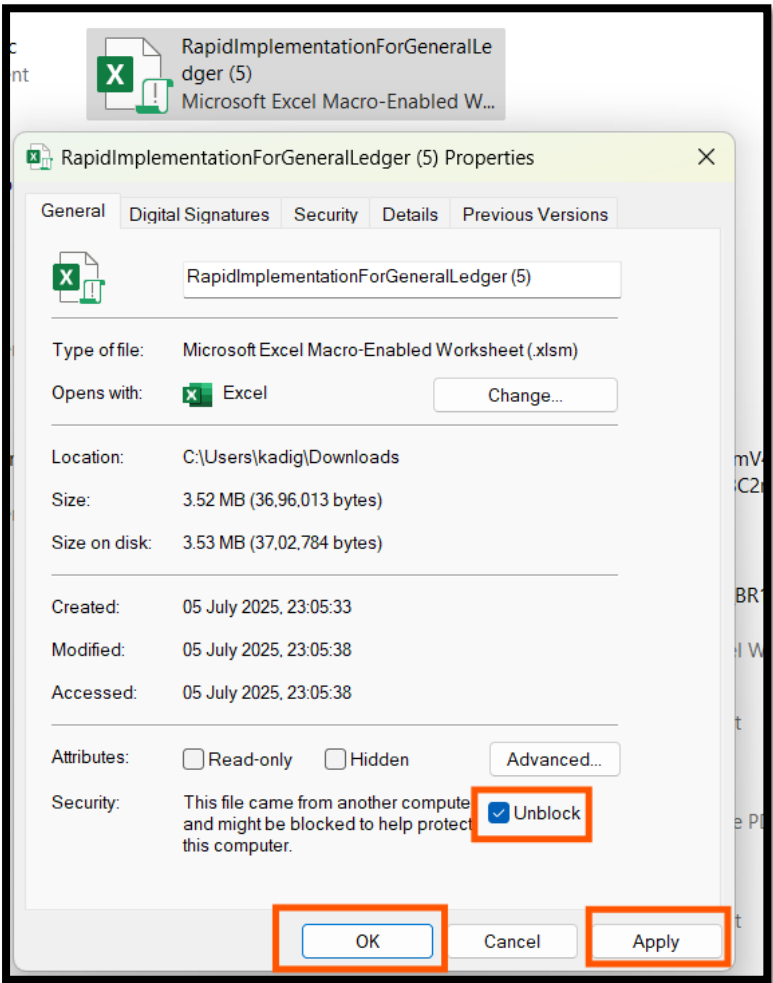 c
nt
RapidImplementationForGeneralLe
dger (5)
Microsoft Excel Macro-Enabled W...
RapidImplementationForGeneralLedger (5) Properties
General Digital Signatures Security Details Previous Versions
RapidImplementationForGeneralLedger (5)
Type of file: Microsoft Excel Macro-Enabled Worksheet (.xlsm)
Opens with: Excel Change...
Location: C:\Users\kadig\Downloads
Size: 3.52 MB (36,96,013 bytes)
Size on disk: 3.53 MB (37,02,784 bytes)
Created: 05 July 2025, 23:05:33
BR1
Modified: 05 July 2025, 23:05:38
Accessed: 05 July 2025, 23:05:38
Attributes: Read-only Hidden Advanced...
Security: This file came from another compute
and might be blocked to help protect
this computer.
Unblock
OK Cancel Apply